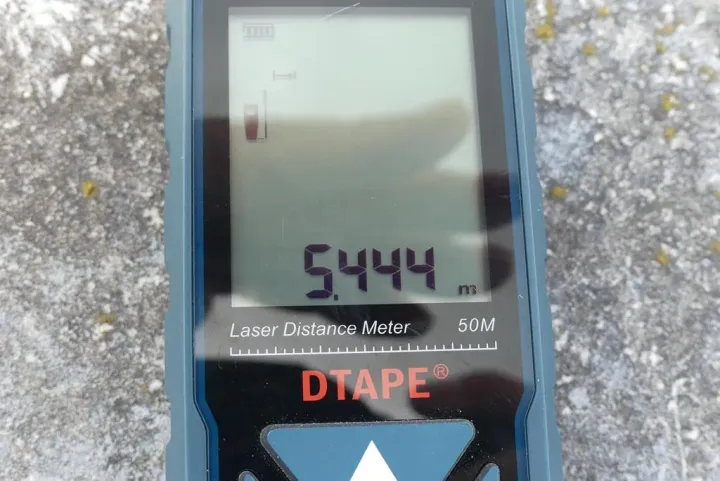 5.444 m
Laser Distance Meter 50M
DTAPE®